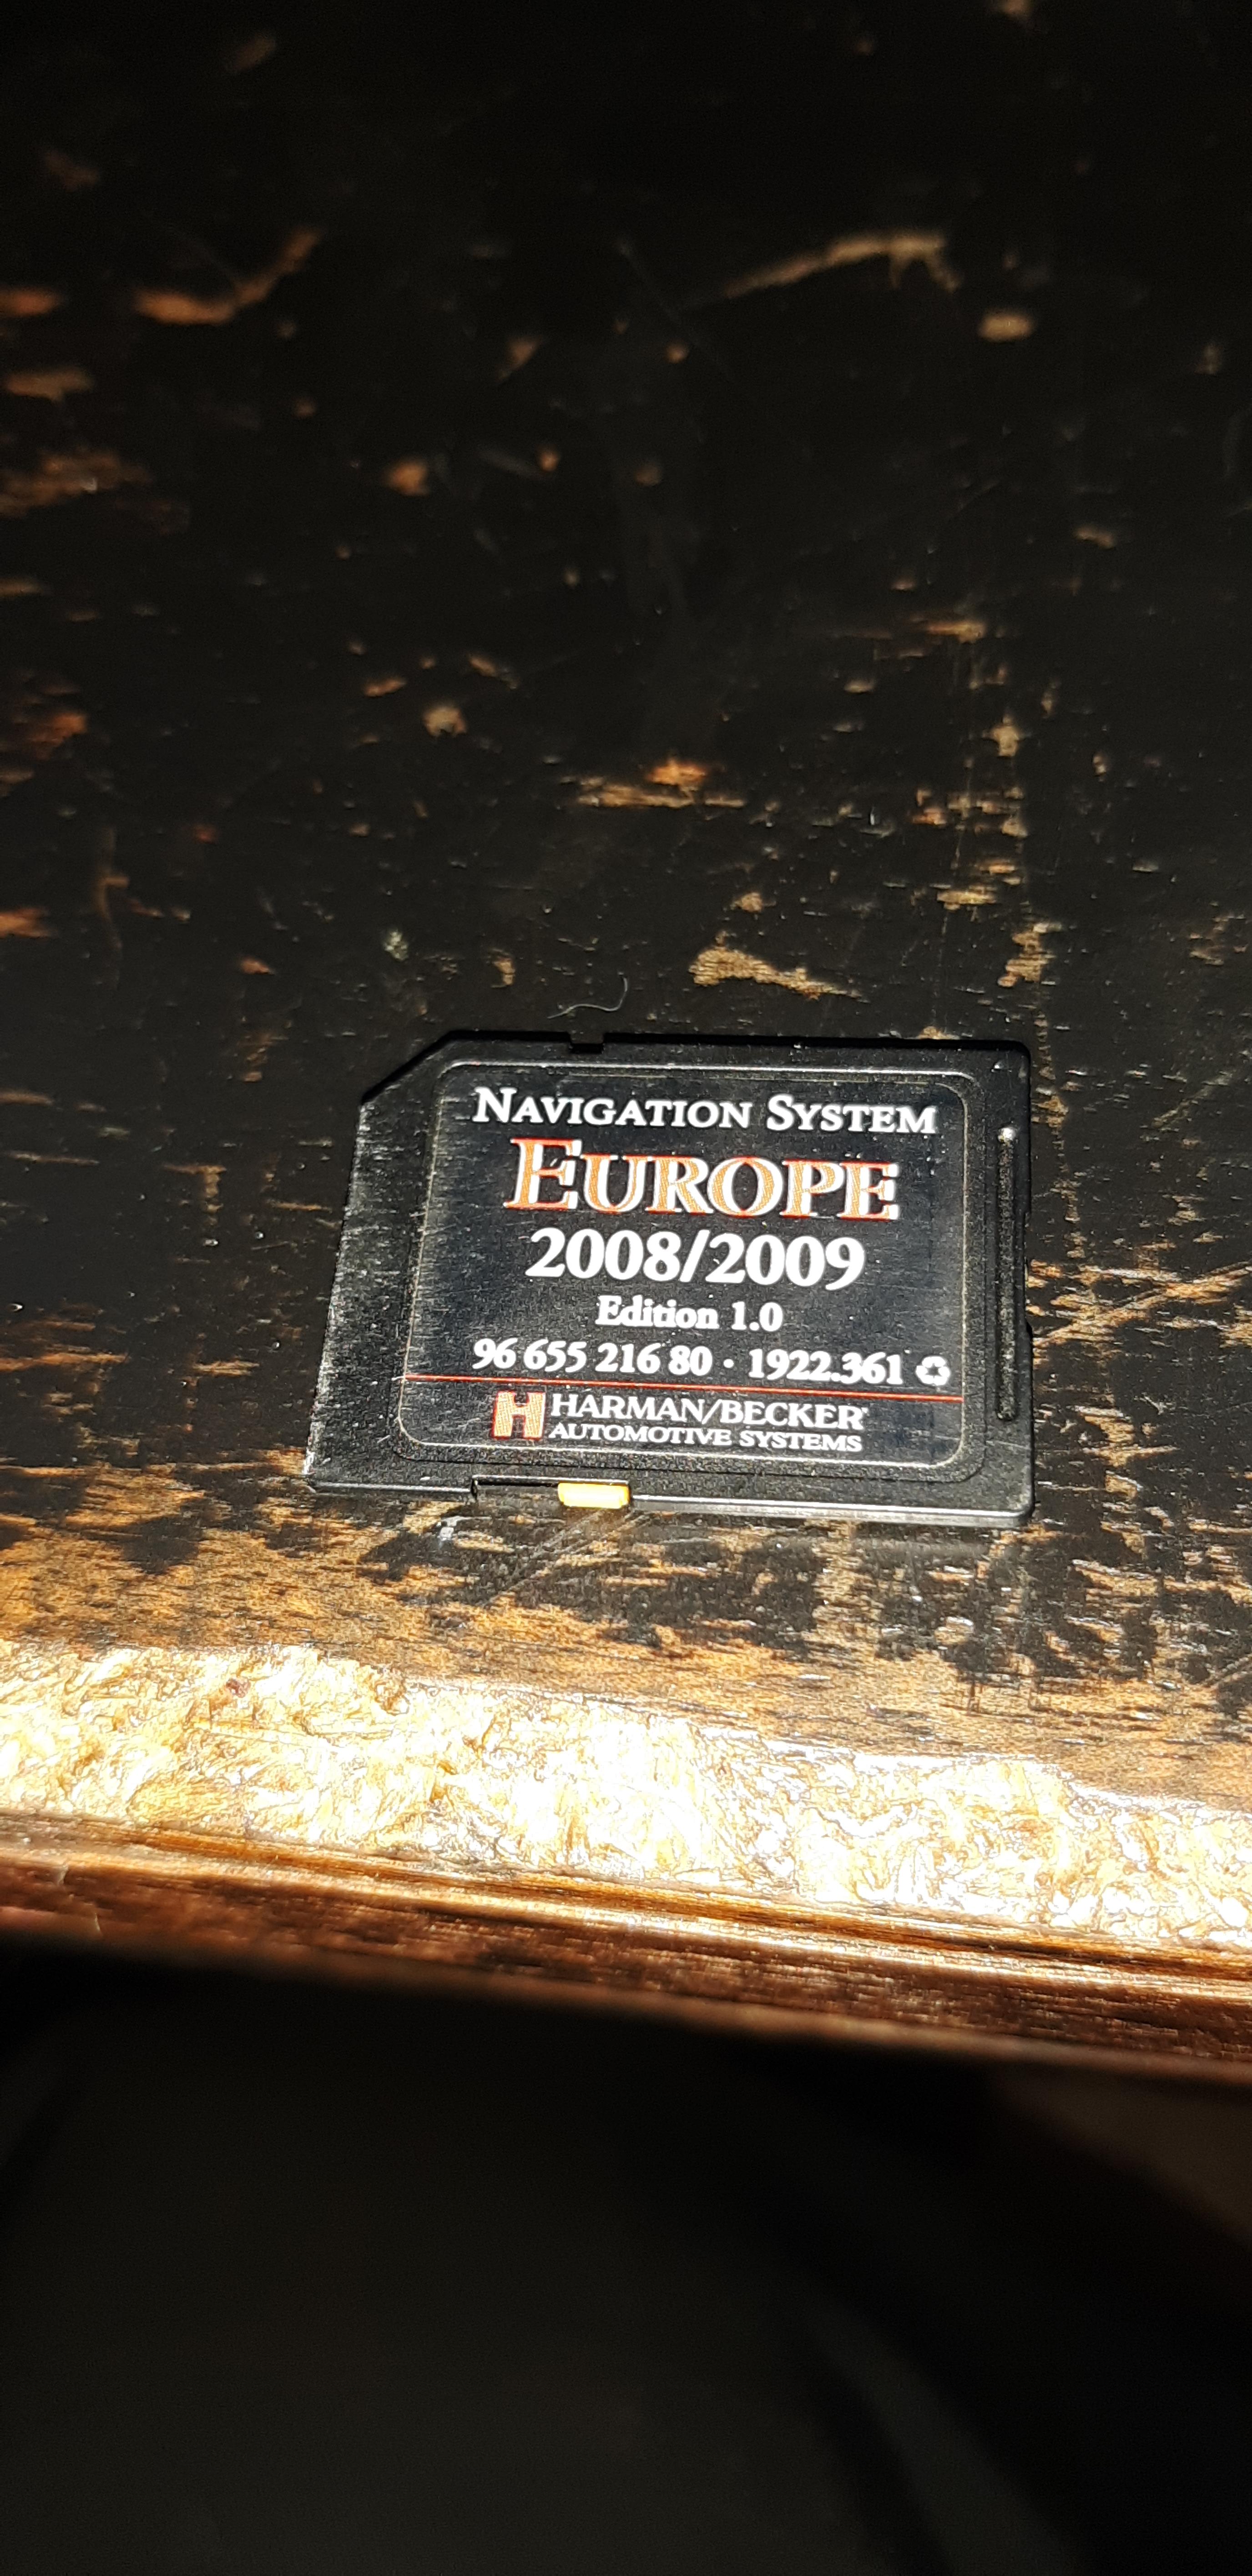 NAVIGATION SYSTEM
EUROPE
2008/2009
Edition 1.0
96 655 216 80 · 1922.361
HARMAN/BECKER
AUTOMOTIVE SYSTEMS